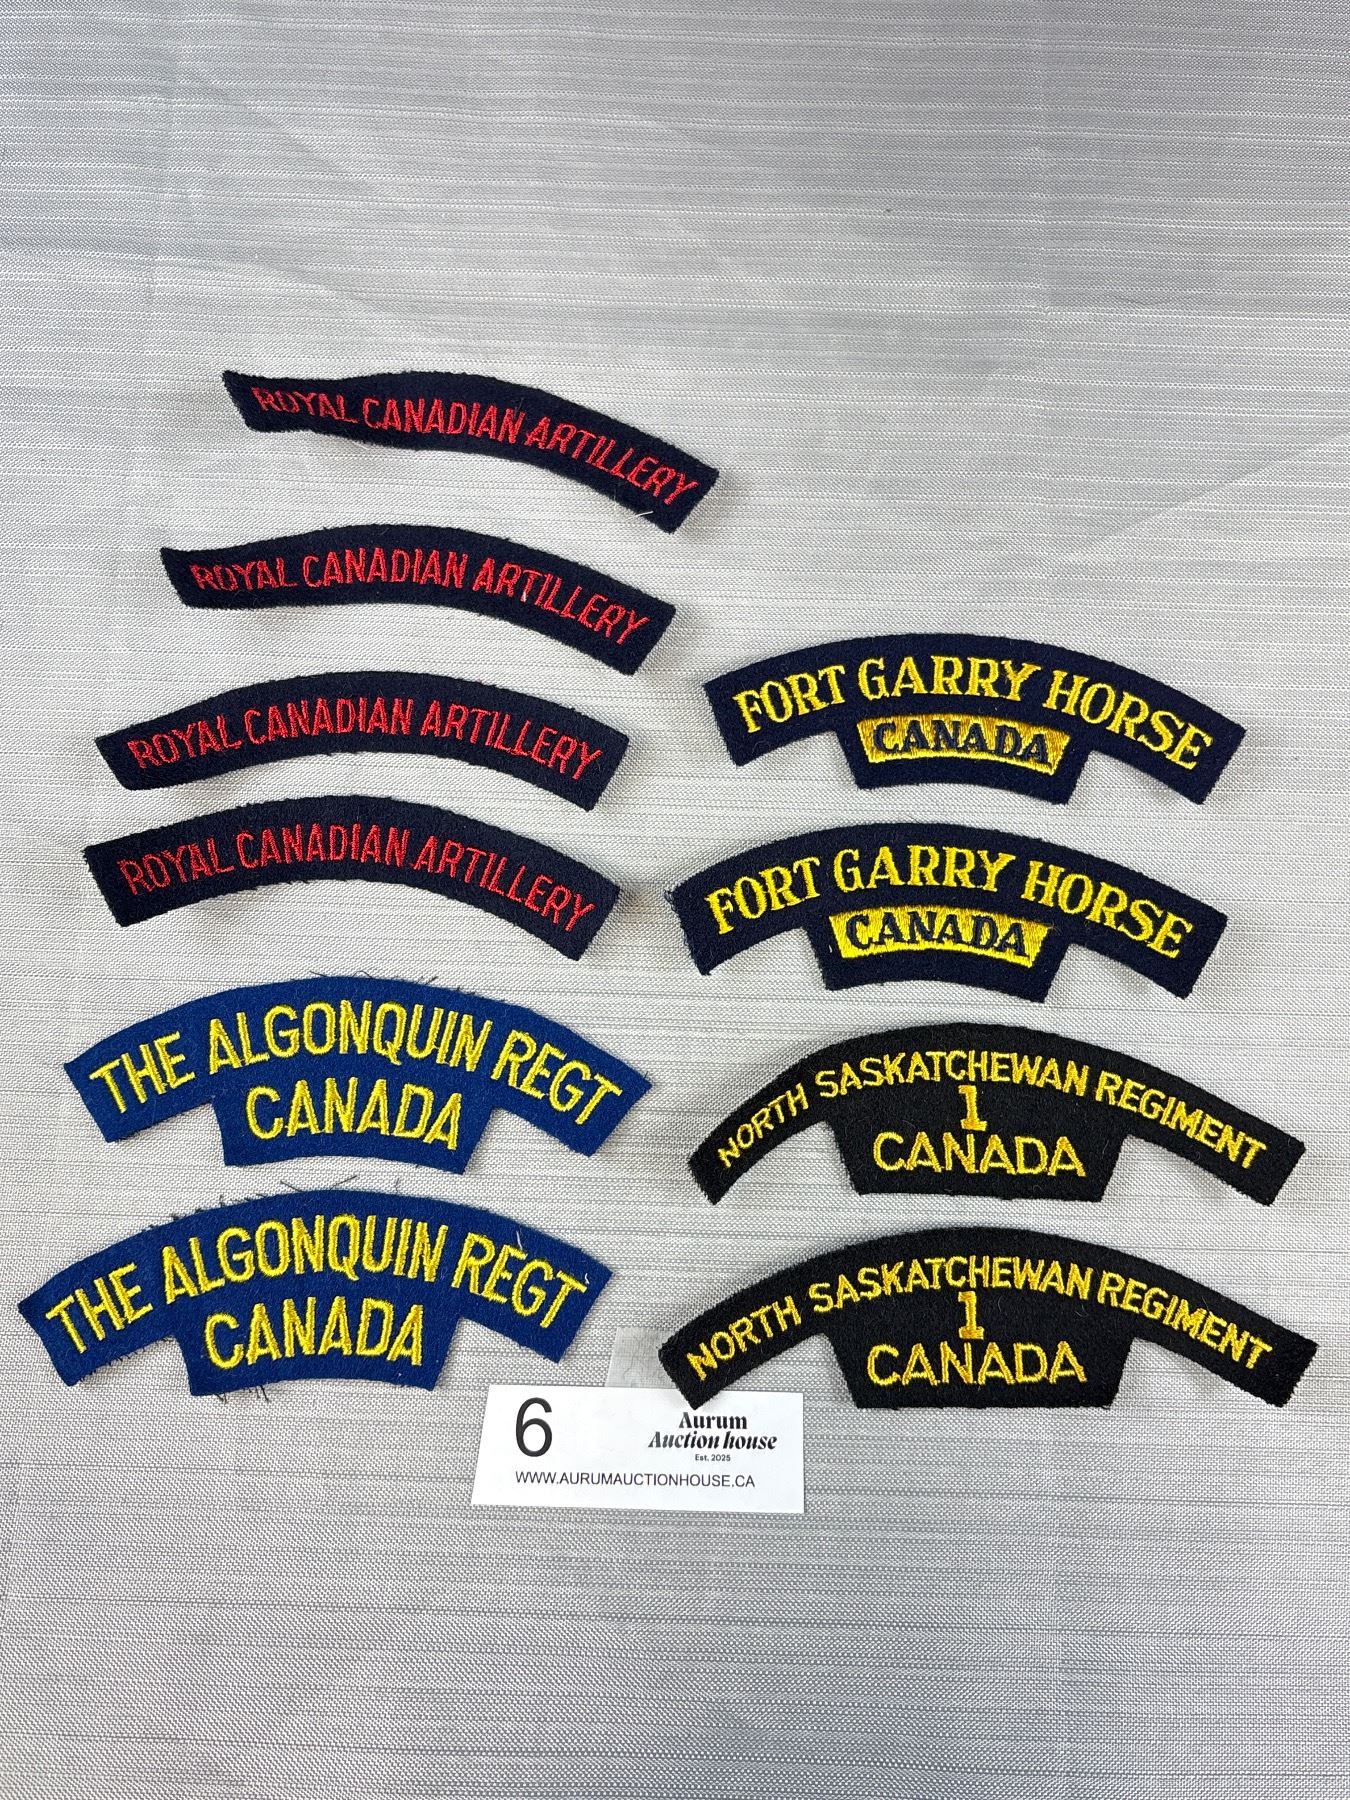 ROYAL CANADIAN ARTILLERY
ROYAL CANADIAN ARTILLERY
ROYAL CANADIAN ARTILLERY
ROYAL CANADIAN ARTILLERY
THE ALGONQUIN REGT
CANADA
THE ALGONQUIN REGT
CANADA
FORT GARRY HORSE
CANADA
FORT GARRY HORSE
CANADA
NORTH SASKATCHEWAN REGIMENT
1
CANADA
NORTH SASKATCHEWAN REGIMENT
1
CANADA
6
Aurum
Auction house
Est. 2025
WWW.AURUMAUCTIONHOUSE.CA